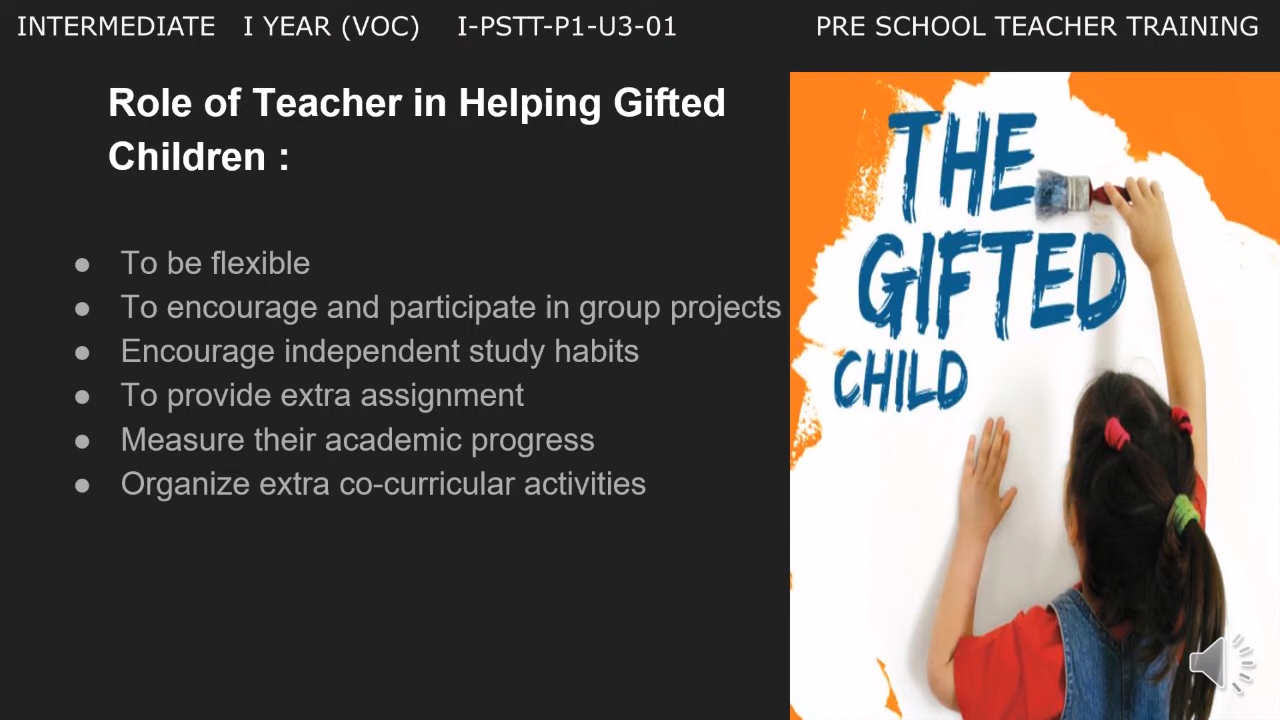 INTERMEDIATE I YEAR (VOC) I-PSTT-P1-U3-01 PRE SCHOOL TEACHER TRAINING
Role of Teacher in Helping Gifted
Children :
● To be flexible
● To encourage and participate in group projects
● Encourage independent study habits
● To provide extra assignment
● Measure their academic progress
● Organize extra co-curricular activities
THE
GIFTED
CHILD